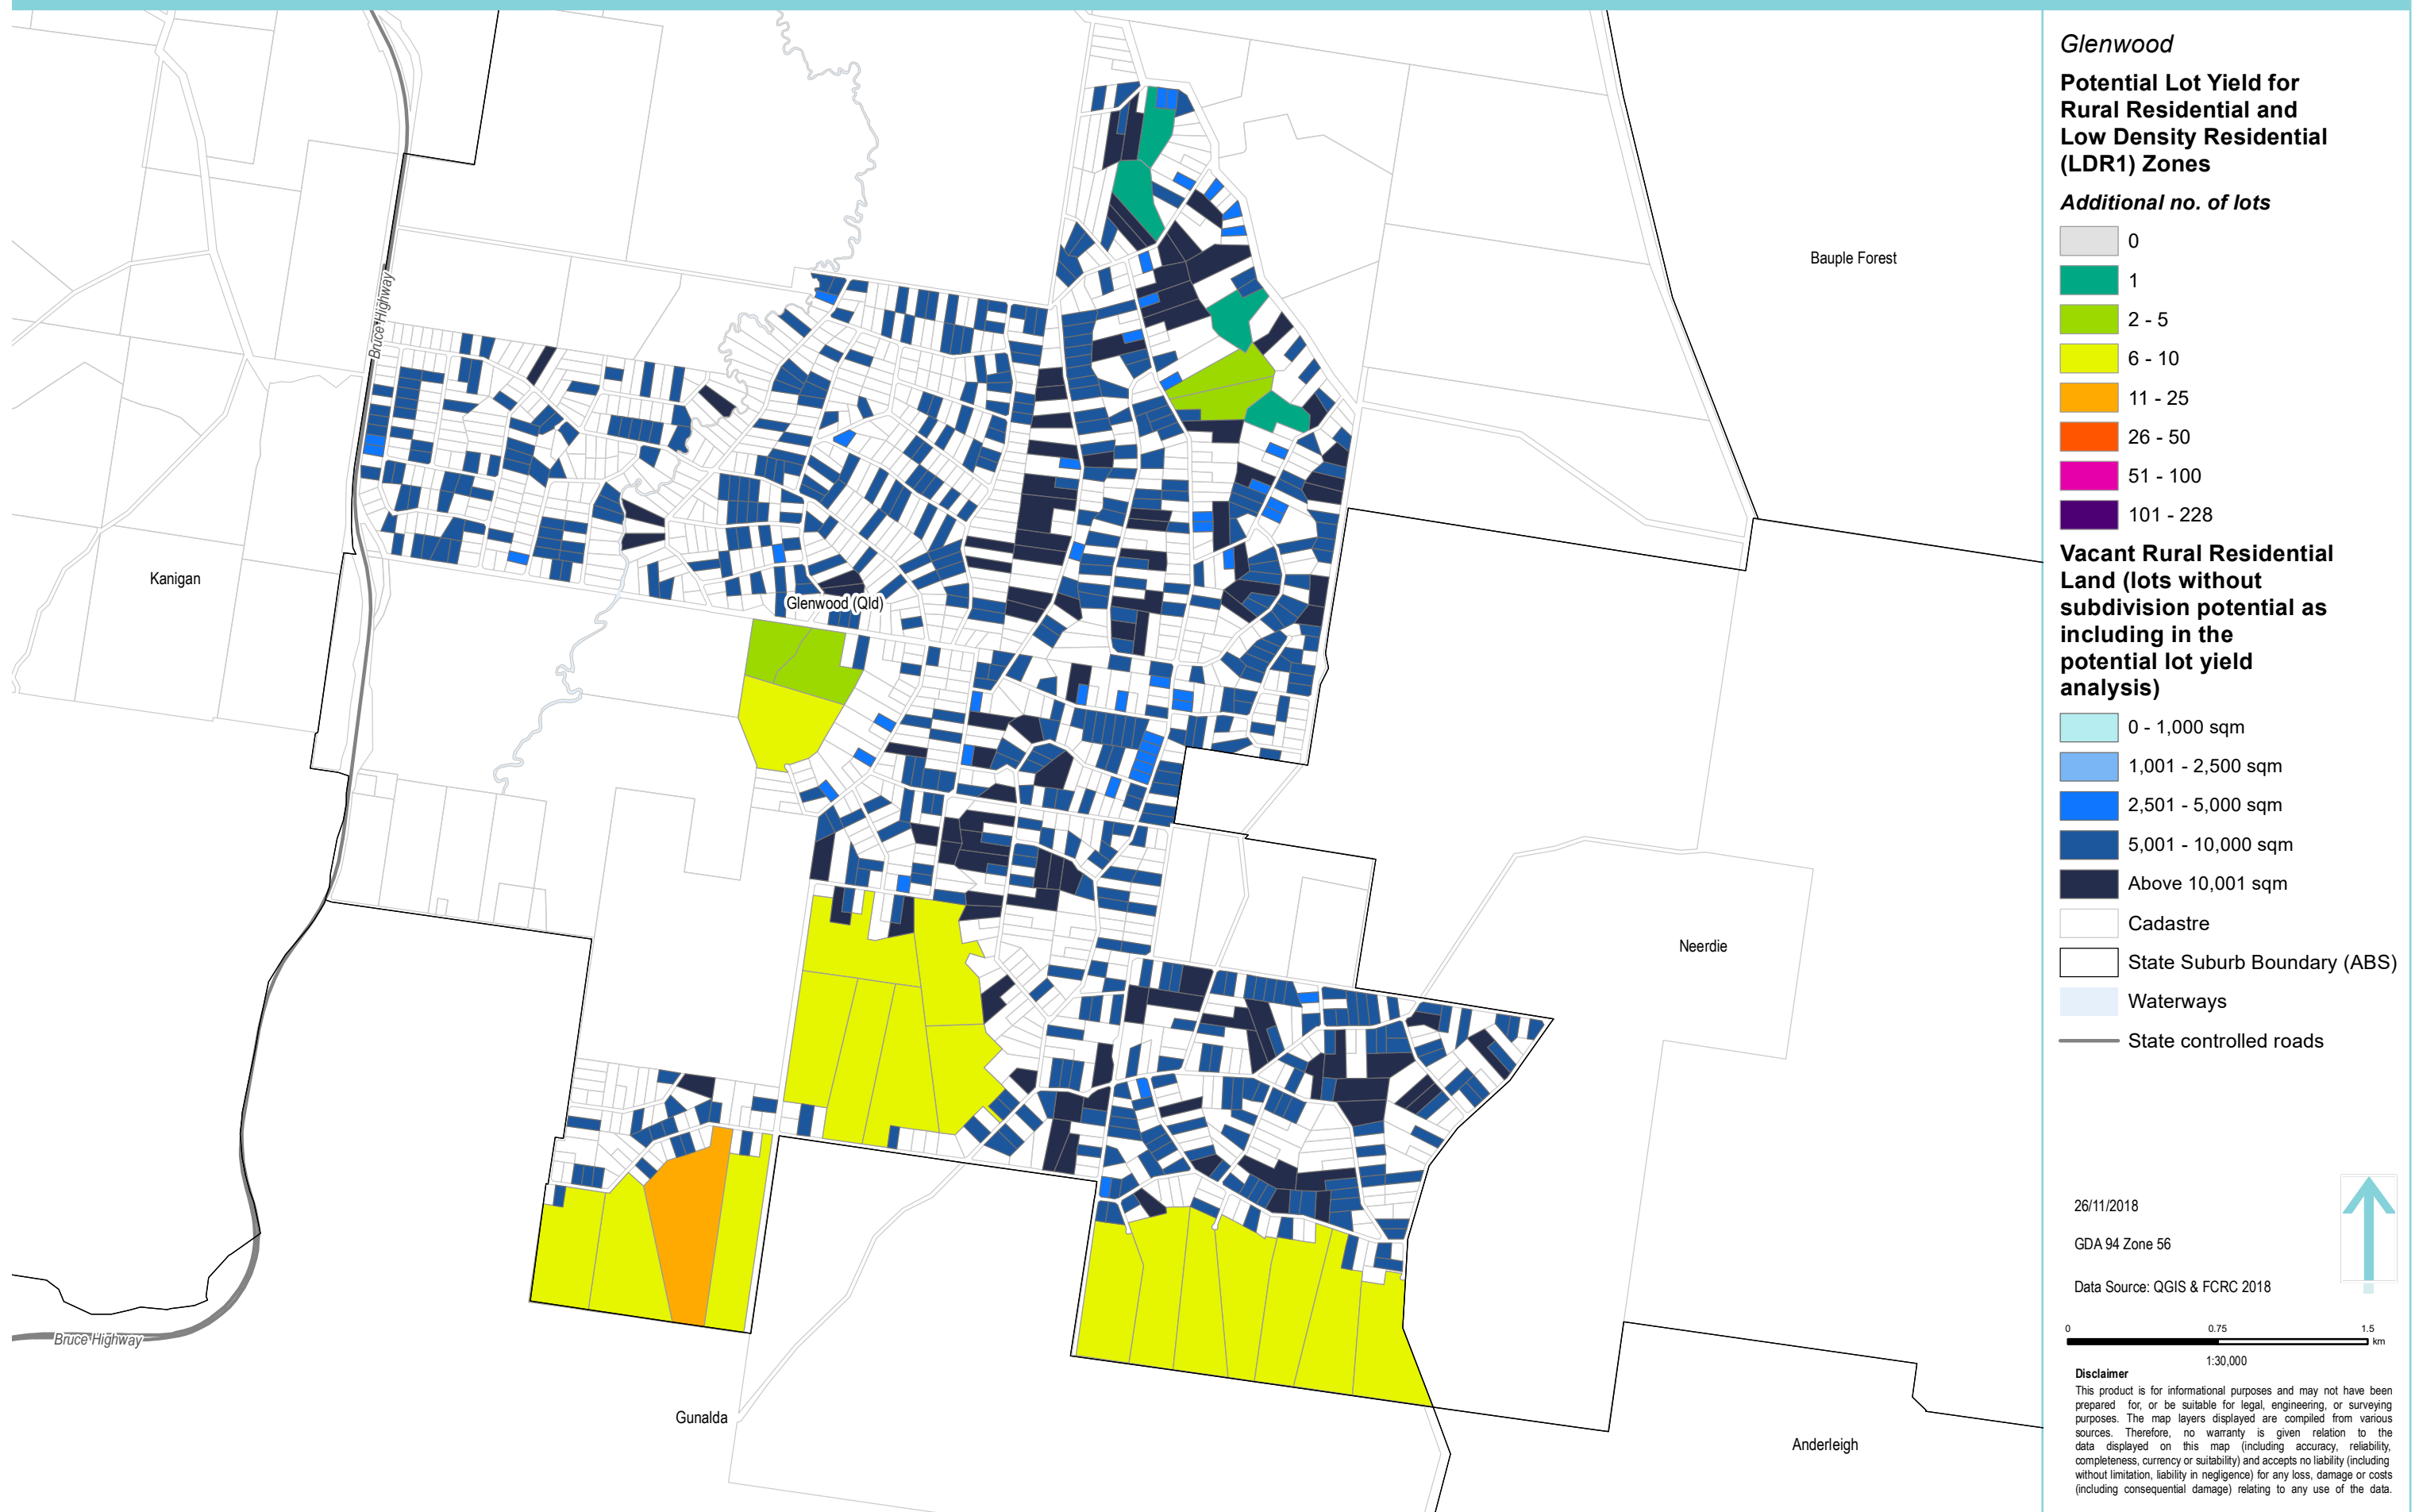 Glenwood
Potential Lot Yield for
Rural Residential and
Low Density Residential
(LDR1) Zones
Additional no. of lots
0
1
2 - 5
6 - 10
11 - 25
26 - 50
51 - 100
101 - 228
Vacant Rural Residential
Land (lots without
subdivision potential as
including in the
potential lot yield
analysis)
0 - 1,000 sqm
1,001 - 2,500 sqm
2,501 - 5,000 sqm
5,001 - 10,000 sqm
Above 10,001 sqm
Cadastre
State Suburb Boundary (ABS)
Waterways
State controlled roads
26/11/2018
GDA 94 Zone 56
Data Source: QGIS & FCRC 2018
0 0.75 1.5
km
1:30,000
Disclaimer
This product is for informational purposes and may not have been
prepared for, or be suitable for legal, engineering, or surveying
purposes. The map layers displayed are compiled from various
sources. Therefore, no warranty is given relation to the
data displayed on this map (including accuracy, reliability,
completeness, currency or suitability) and accepts no liability (including
without limitation, liability in negligence) for any loss, damage or costs
(including consequential damage) relating to any use of the data.
Bauple Forest
Bruce Highway
Kanigan
Glenwood (Qld)
Neerdie
Bruce Highway
Gunalda
Anderleigh